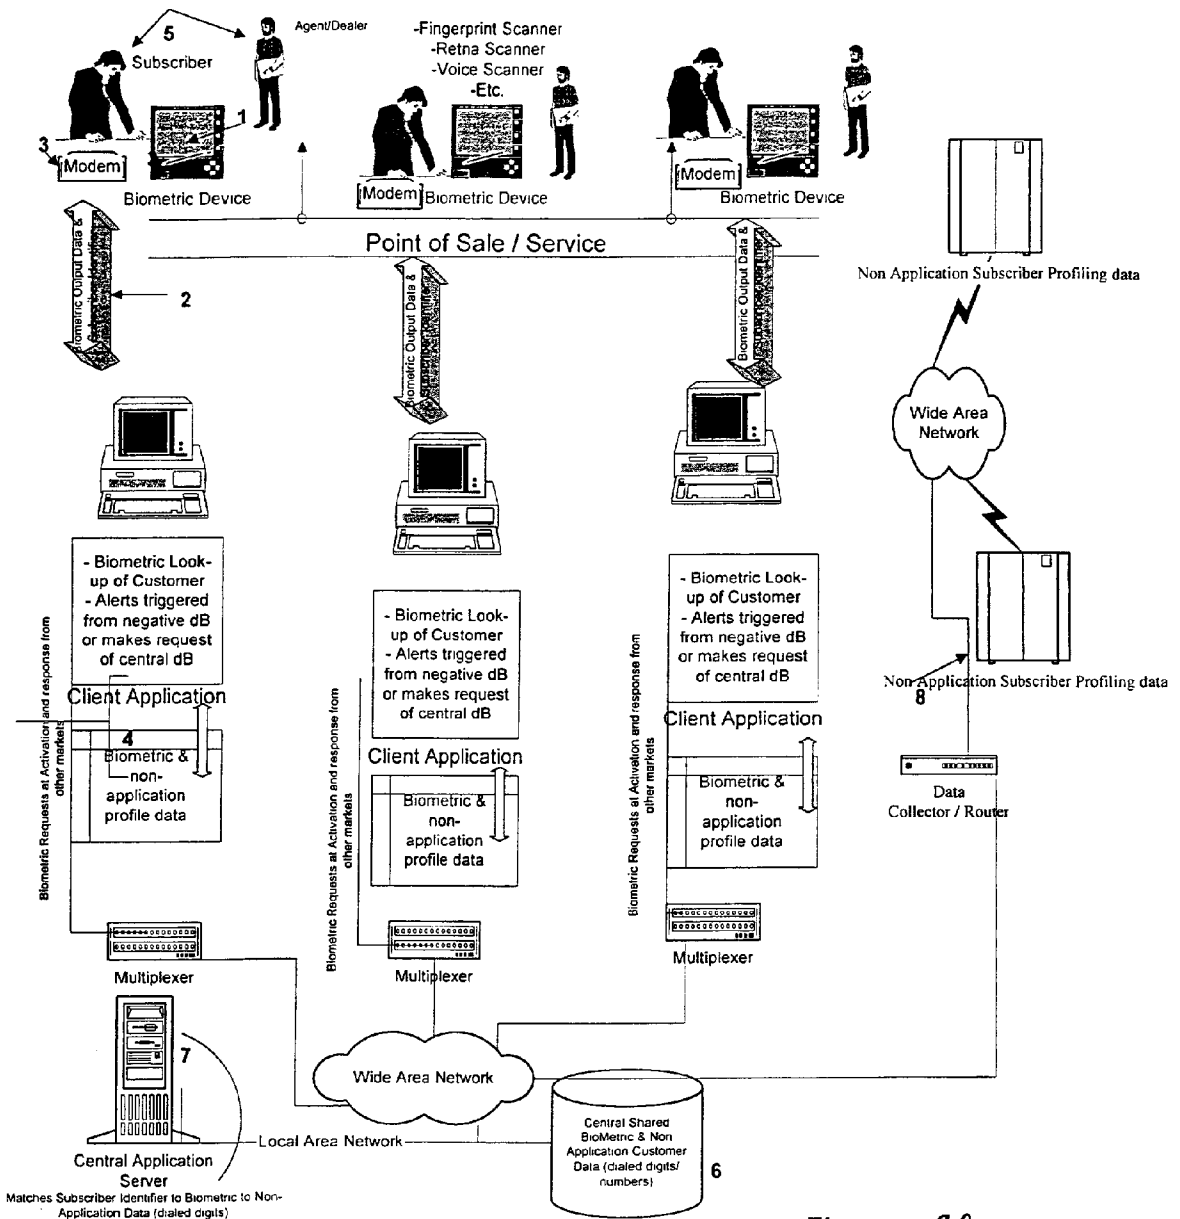 5
Agent/Dealer
Subscriber
-Fingerprint Scanner
-Retna Scanner
-Voice Scanner
-Etc.
1
3
[Modem]
Biometric Device
[Modem]
Biometric Device
[Modem]
Biometric Device
Point of Sale / Service
Biometric Output Data &
Subscriber Identifier
2
Biometric Output Data &
Subscriber Identifier
Biometric Output Data &
Subscriber Identifier
Non Application Subscriber Profiling data
Wide Area
Network
Non Application Subscriber Profiling data
8
Data
Collector / Router
- Biometric Look-
up of Customer
- Alerts triggered
from negative dB
or makes request
of central dB
Client Application
4
Biometric &
non-
application
profile data
Biometric Requests at Activation and response from
other markets
Multiplexer
- Biometric Look-
up of Customer
- Alerts triggered
from negative dB
or makes request
of central dB
Client Application
Biometric &
non-
application
profile data
Biometric Requests at Activation and response from
other markets
Multiplexer
- Biometric Look-
up of Customer
- Alerts triggered
from negative dB
or makes request
of central dB
Client Application
Biometric &
non-
application
profile data
Biometric Requests at Activation and response from
other markets
Multiplexer
7
Wide Area Network
Local Area Network
Central Application
Server
Matches Subscriber Identifier to Biometric to Non-
Application Data (dialed digits)
Central Shared
BioMetric & Non
Application Customer
Data (dialed digits/
numbers)
6